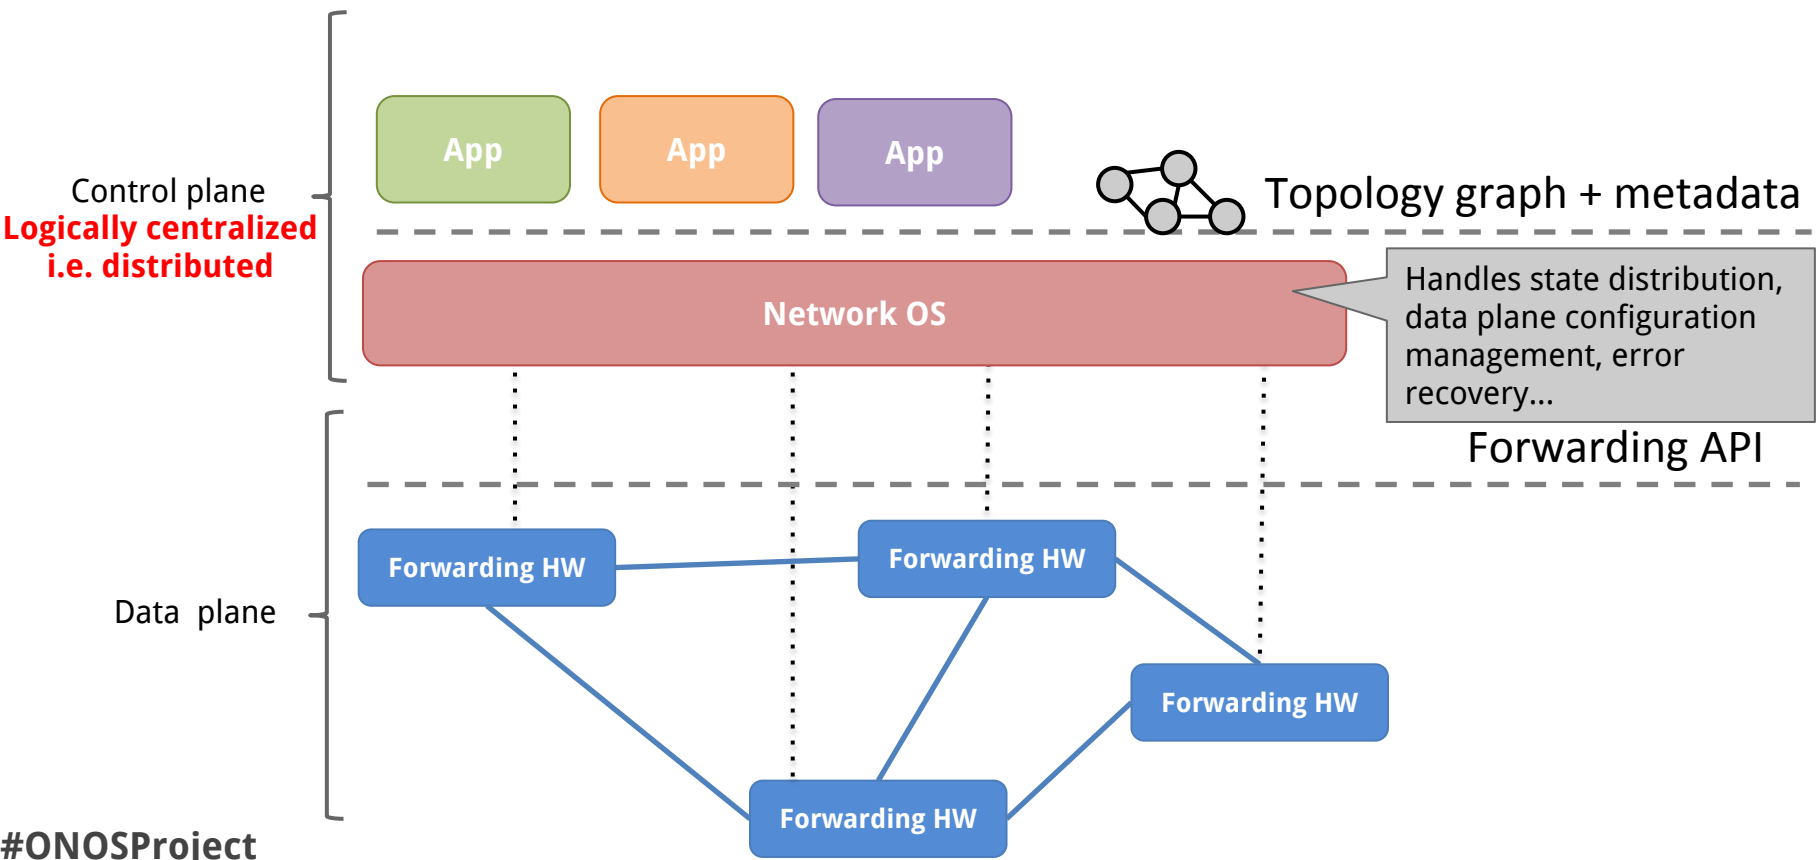 App
App
App
Control plane
Logically centralized
i.e. distributed
Topology graph + metadata
Network OS
Handles state distribution,
data plane configuration
management, error
recovery...
Forwarding API
Forwarding HW
Forwarding HW
Data plane
Forwarding HW
Forwarding HW
#ONOSProject